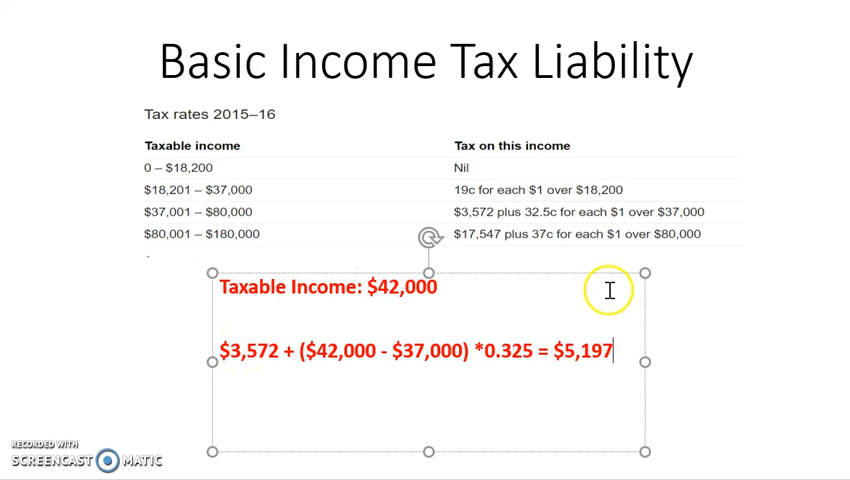 Basic Income Tax Liability
Tax rates 2015–16
Taxable income Tax on this income
0 – $18,200 Nil
$18,201 – $37,000 19c for each $1 over $18,200
$37,001 – $80,000 $3,572 plus 32.5c for each $1 over $37,000
$80,001 – $180,000 $17,547 plus 37c for each $1 over $80,000
Taxable Income: $42,000
$3,572 + ($42,000 - $37,000) *0.325 = $5,197
RECORDED WITH
SCREENCAST MATIC